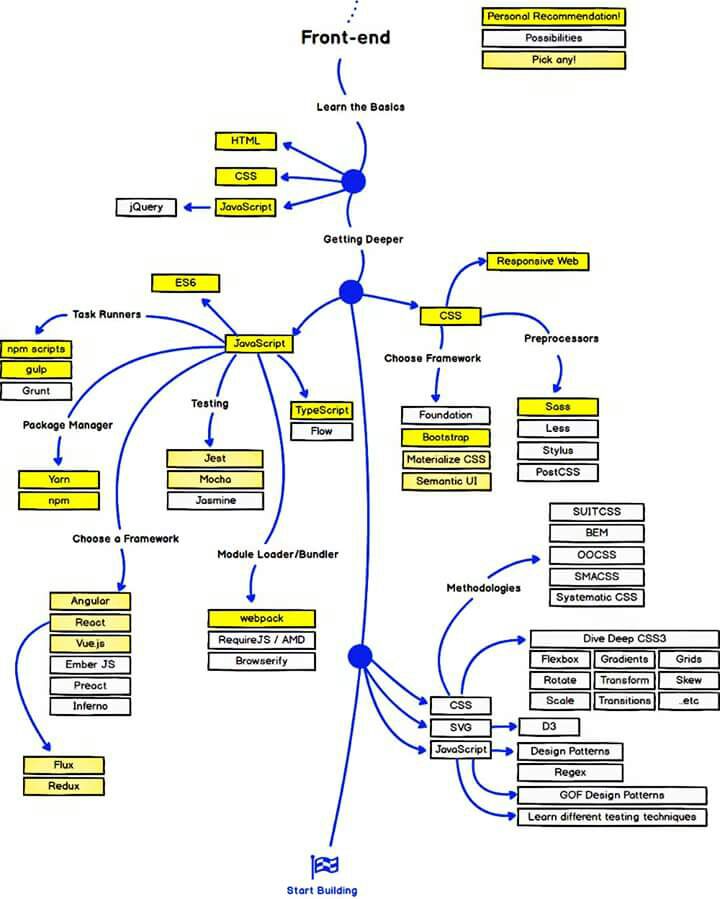 Front-end
Personal Recommendation!
Possibilities
Pick any!
Learn the Basics
HTML
CSS
jQuery
JavaScript
Getting Deeper
Responsive Web
ES6
Task Runners
CSS
JavaScript
Preprocessors
npm scripts
gulp
Grunt
Choose Framework
Testing
TypeScript
Flow
Sass
Less
Stylus
PostCSS
Foundation
Bootstrap
Materialize CSS
Semantic UI
Package Manager
Jest
Mocha
Jasmine
Yarn
npm
SUITCSS
BEM
OOCSS
SMACSS
Systematic CSS
Choose a Framework
Module Loader/Bundler
Methodologies
Angular
React
Vue.js
Ember JS
Preact
Inferno
webpack
RequireJS / AMD
Browserify
Dive Deep CSS3
Flexbox Gradients Grids
Rotate Transform Skew
Scale Transitions ..etc
CSS
SVG
D3
JavaScript
Design Patterns
Regex
GOF Design Patterns
Learn different testing techniques
Flux
Redux
Start Building